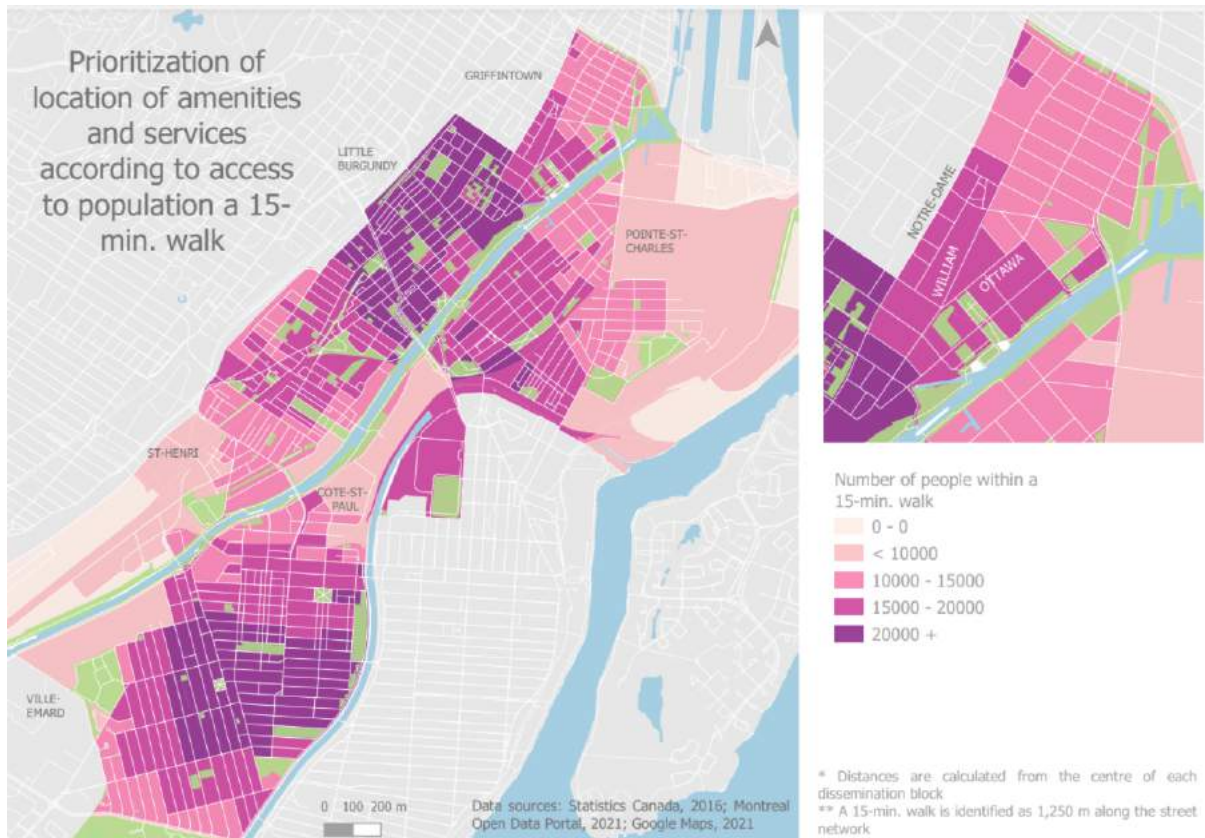 Prioritization of
location of amenities
and services
according to access
to population a 15-
min. walk
GRIFFINTOWN
LITTLE
BURGUNDY
POINTE-ST-
CHARLES
ST-HENRI
COTE-ST-
PAUL
VILLE-
EMARD
0 100 200 m
Data sources: Statistics Canada, 2016; Montreal
Open Data Portal, 2021; Google Maps, 2021
NOTRE-DAME
WILLIAM
OTTAWA
Number of people within a
15-min. walk
0 - 0
< 10000
10000 - 15000
15000 - 20000
20000 +
* Distances are calculated from the centre of each
dissemination block
** A 15-min. walk is identified as 1,250 m along the street
network